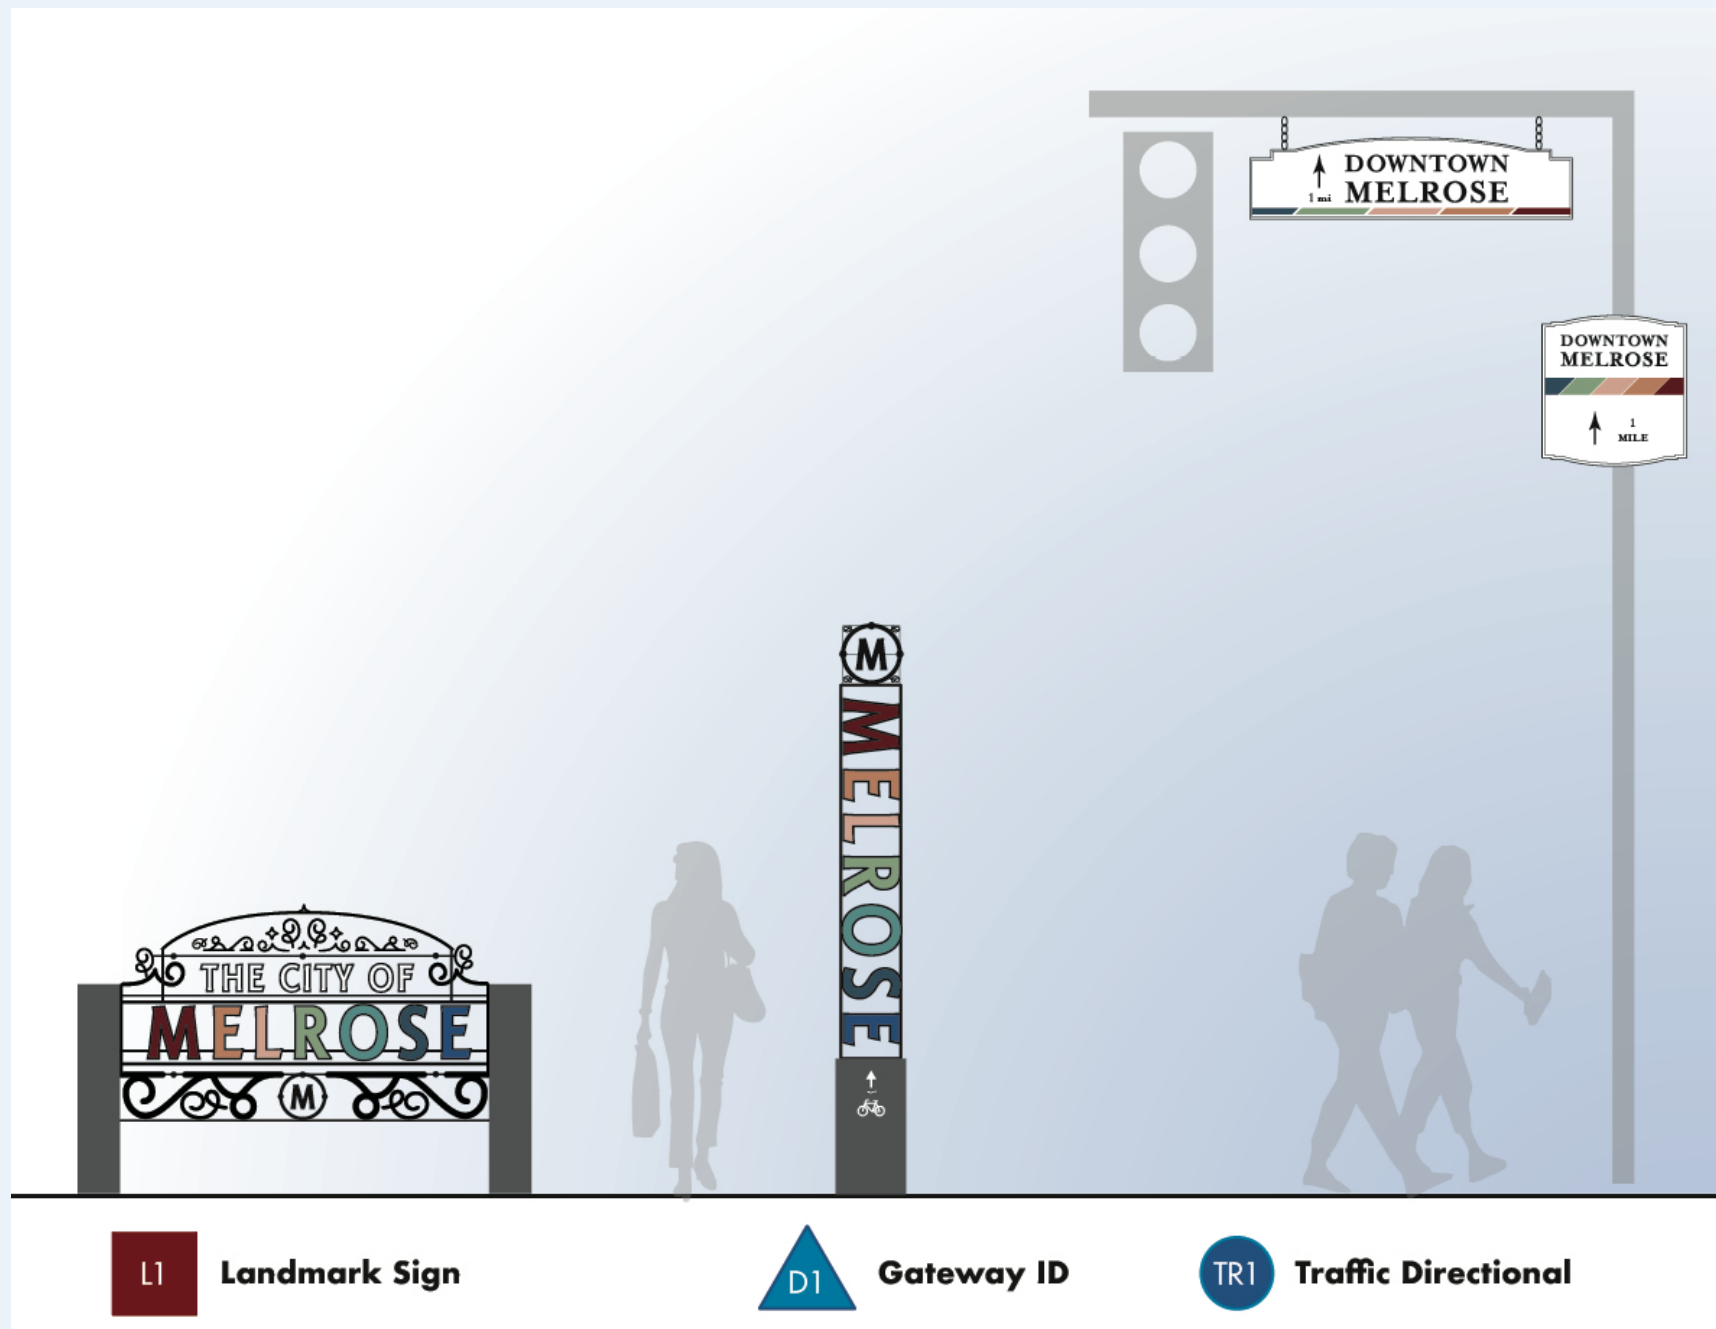 DOWNTOWN
1 mi MELROSE
DOWNTOWN
MELROSE
1
MILE
M
MELROSE
THE CITY OF
MELROSE
M
L1 Landmark Sign
D1 Gateway ID
TR1 Traffic Directional